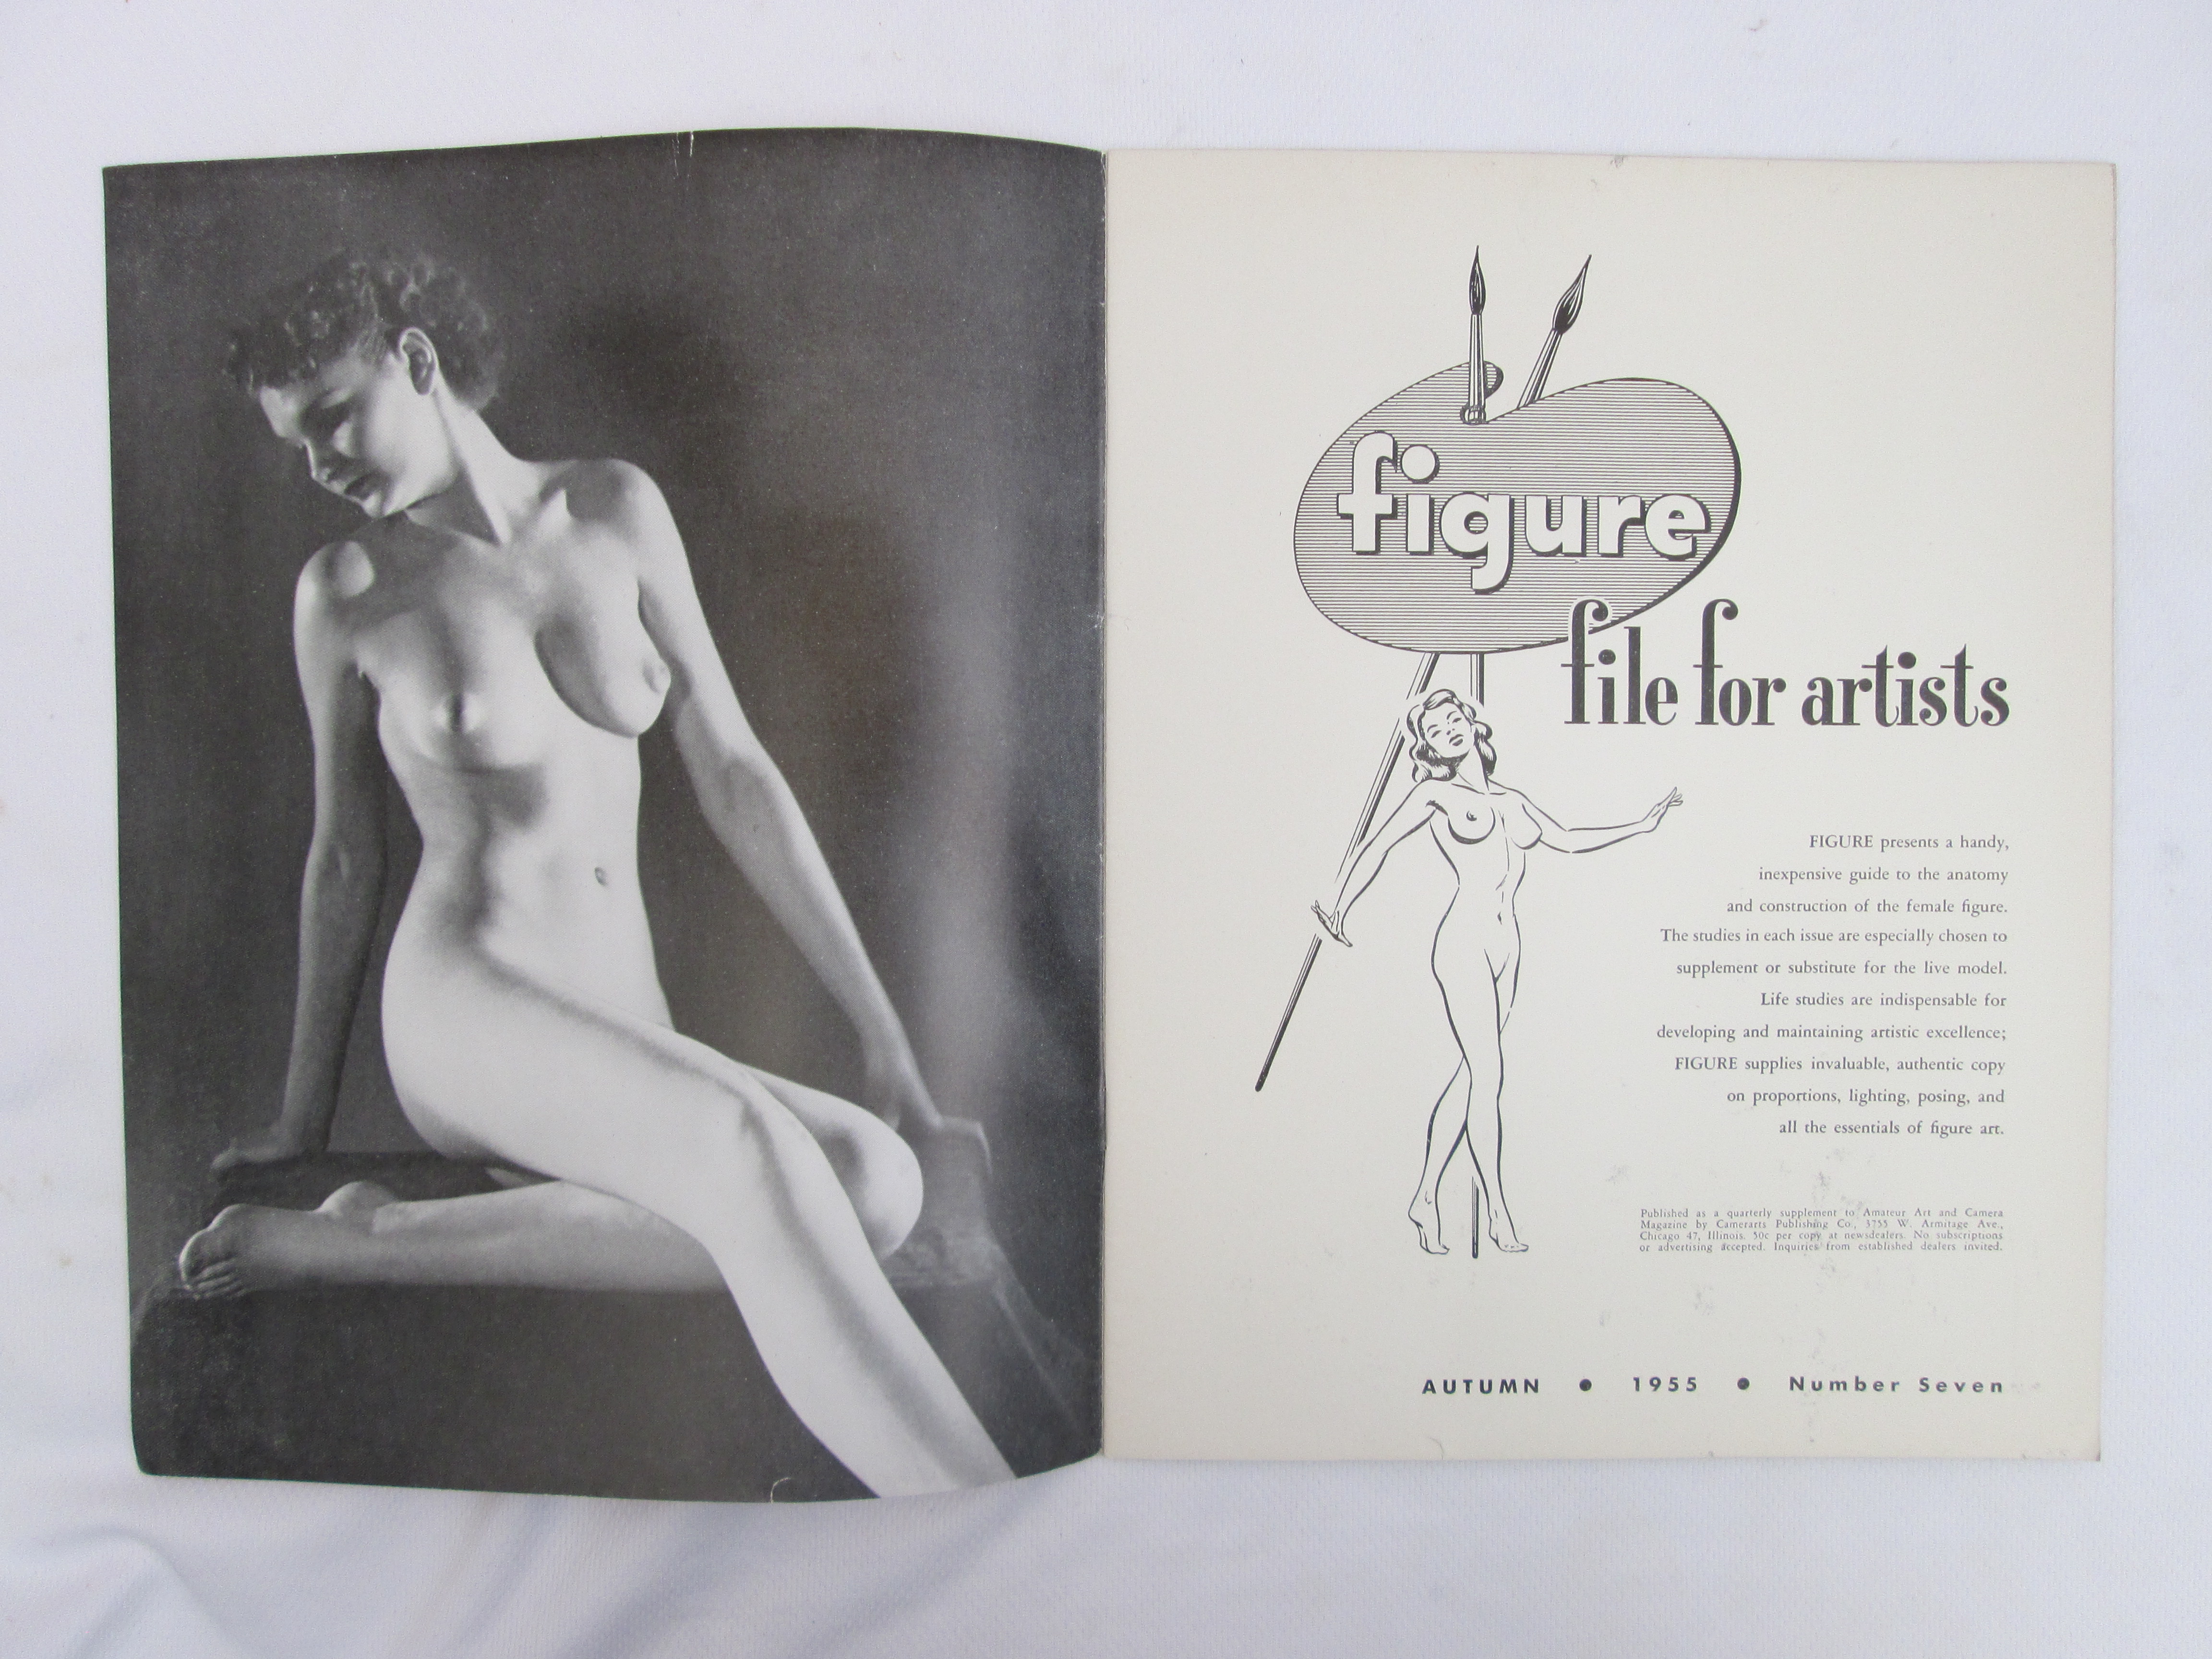 figure
file for artists
FIGURE presents a handy,
inexpensive guide to the anatomy
and construction of the female figure.
The studies in each issue are especially chosen to
supplement or substitute for the live model.
Life studies are indispensable for
developing and maintaining artistic excellence;
FIGURE supplies invaluable, authentic copy
on proportions, lighting, posing, and
all the essentials of figure art.
Published as a quarterly supplement to Amateur Art and Camera
Magazine by Camerarts Publishing Co., 3755 W. Armitage Ave.,
Chicago 47, Illinois. 50c per copy at newsdealers. No subscriptions
or advertising accepted. Inquiries from established dealers invited.
AUTUMN • 1955 • Number Seven